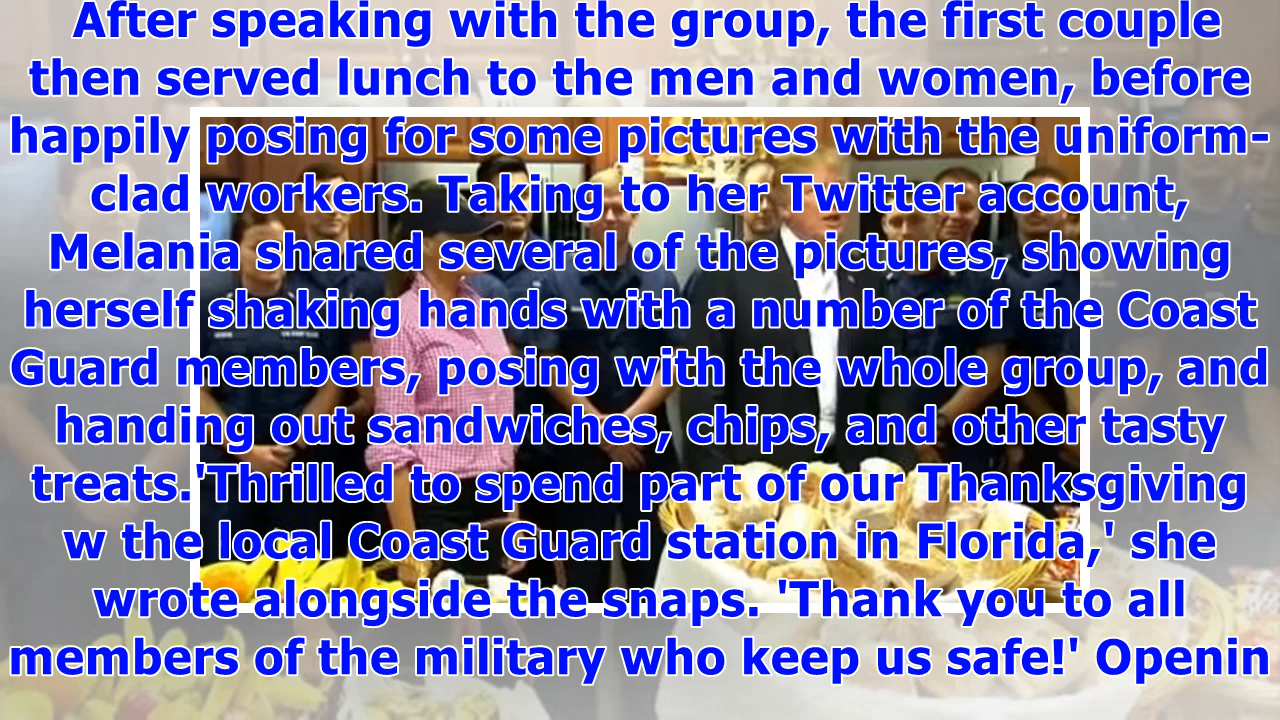 After speaking with the group, the first couple
then served lunch to the men and women, before
happily posing for some pictures with the uniform-
clad workers. Taking to her Twitter account,
Melania shared several of the pictures, showing
herself shaking hands with a number of the Coast
Guard members, posing with the whole group, and
handing out sandwiches, chips, and other tasty
treats.'Thrilled to spend part of our Thanksgiving
w the local Coast Guard station in Florida,' she
wrote alongside the snaps. 'Thank you to all
members of the military who keep us safe!' Openin